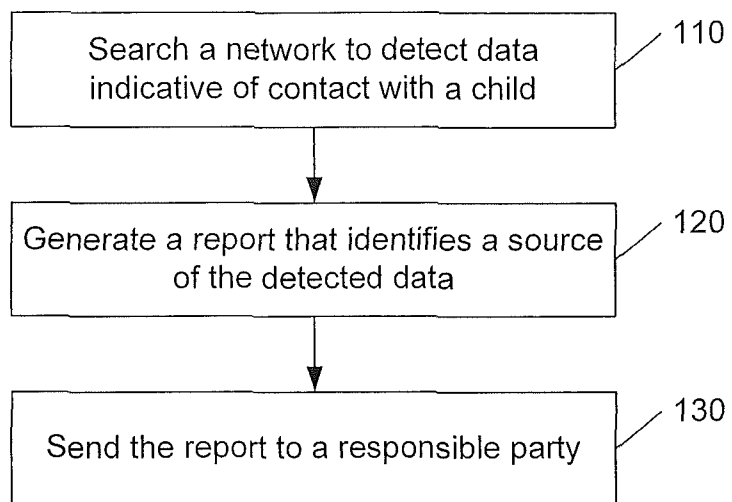 Search a network to detect data
indicative of contact with a child
110
Generate a report that identifies a source
of the detected data
120
Send the report to a responsible party
130